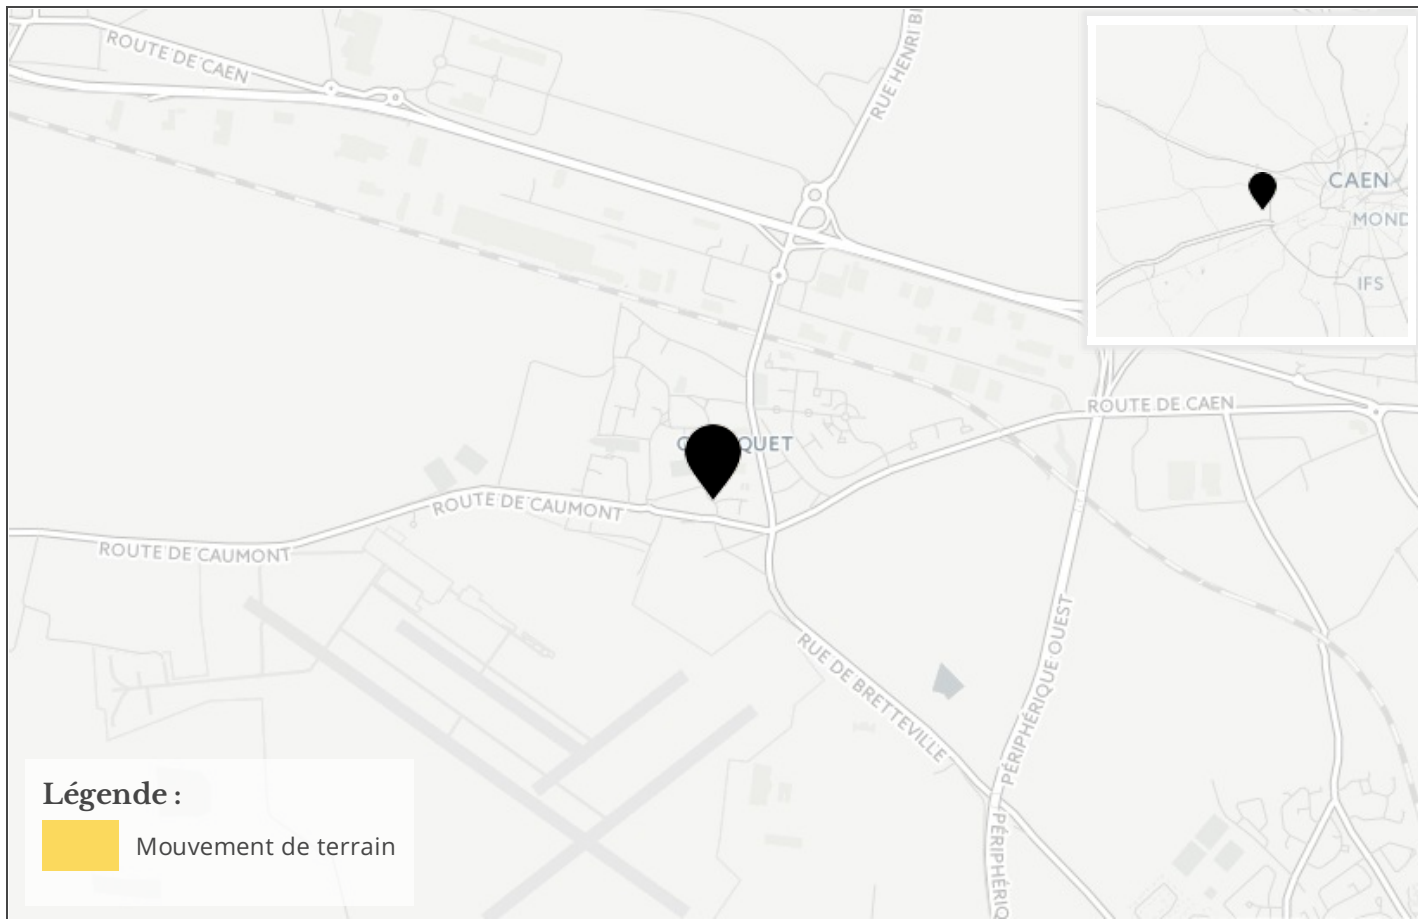 ROUTE DE CAEN
RUE HENRI B
CAEN
MOND
IFS
ROUTE DE CAEN
QUET
ROUTE DE CAUMONT
ROUTE DE CAUMONT
RUE DE BRETTEVILLE
PÉRIPHÉRIQUE OUEST
PÉRIPHÉRIQ
Légende :
Mouvement de terrain